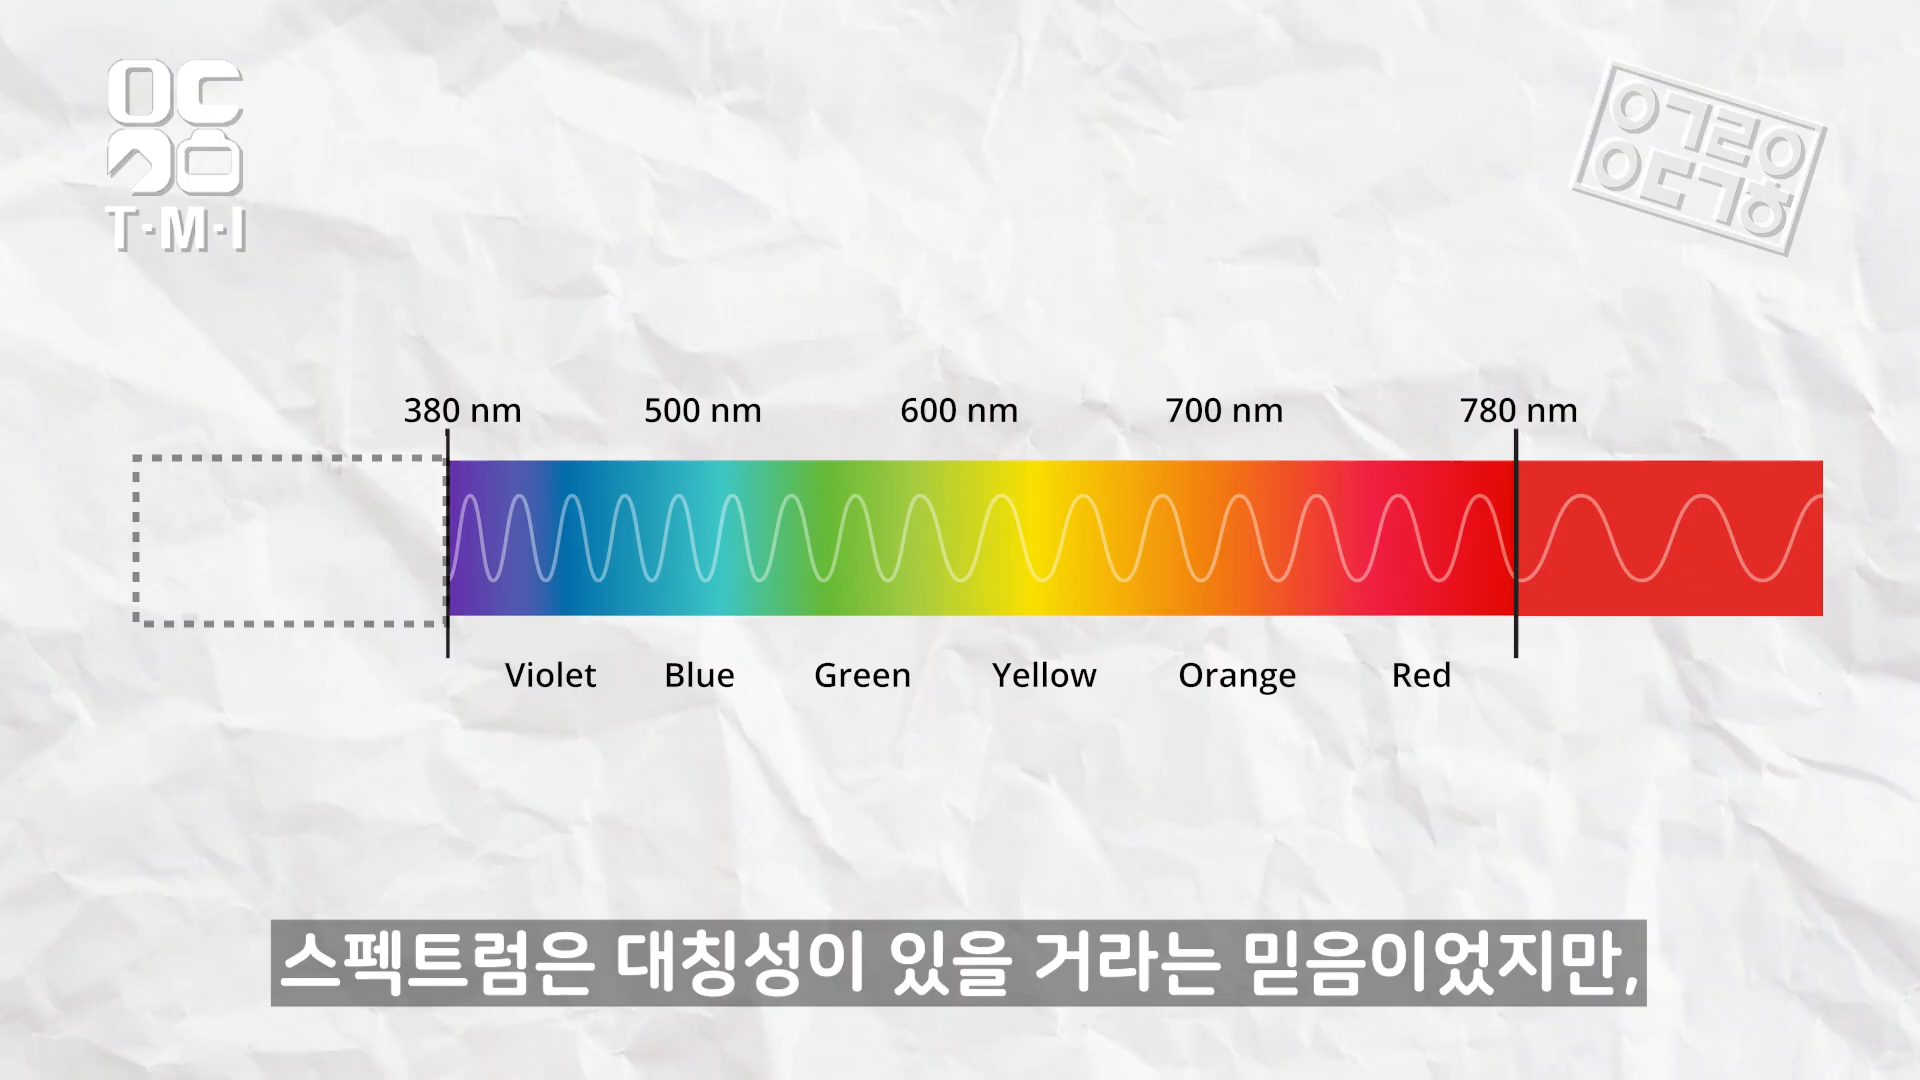 T·M·I
380 nm
500 nm
600 nm
700 nm
780 nm
Violet
Blue
Green
Yellow
Orange
Red
스펙트럼은 대칭성이 있을 거라는 믿음이었지만,